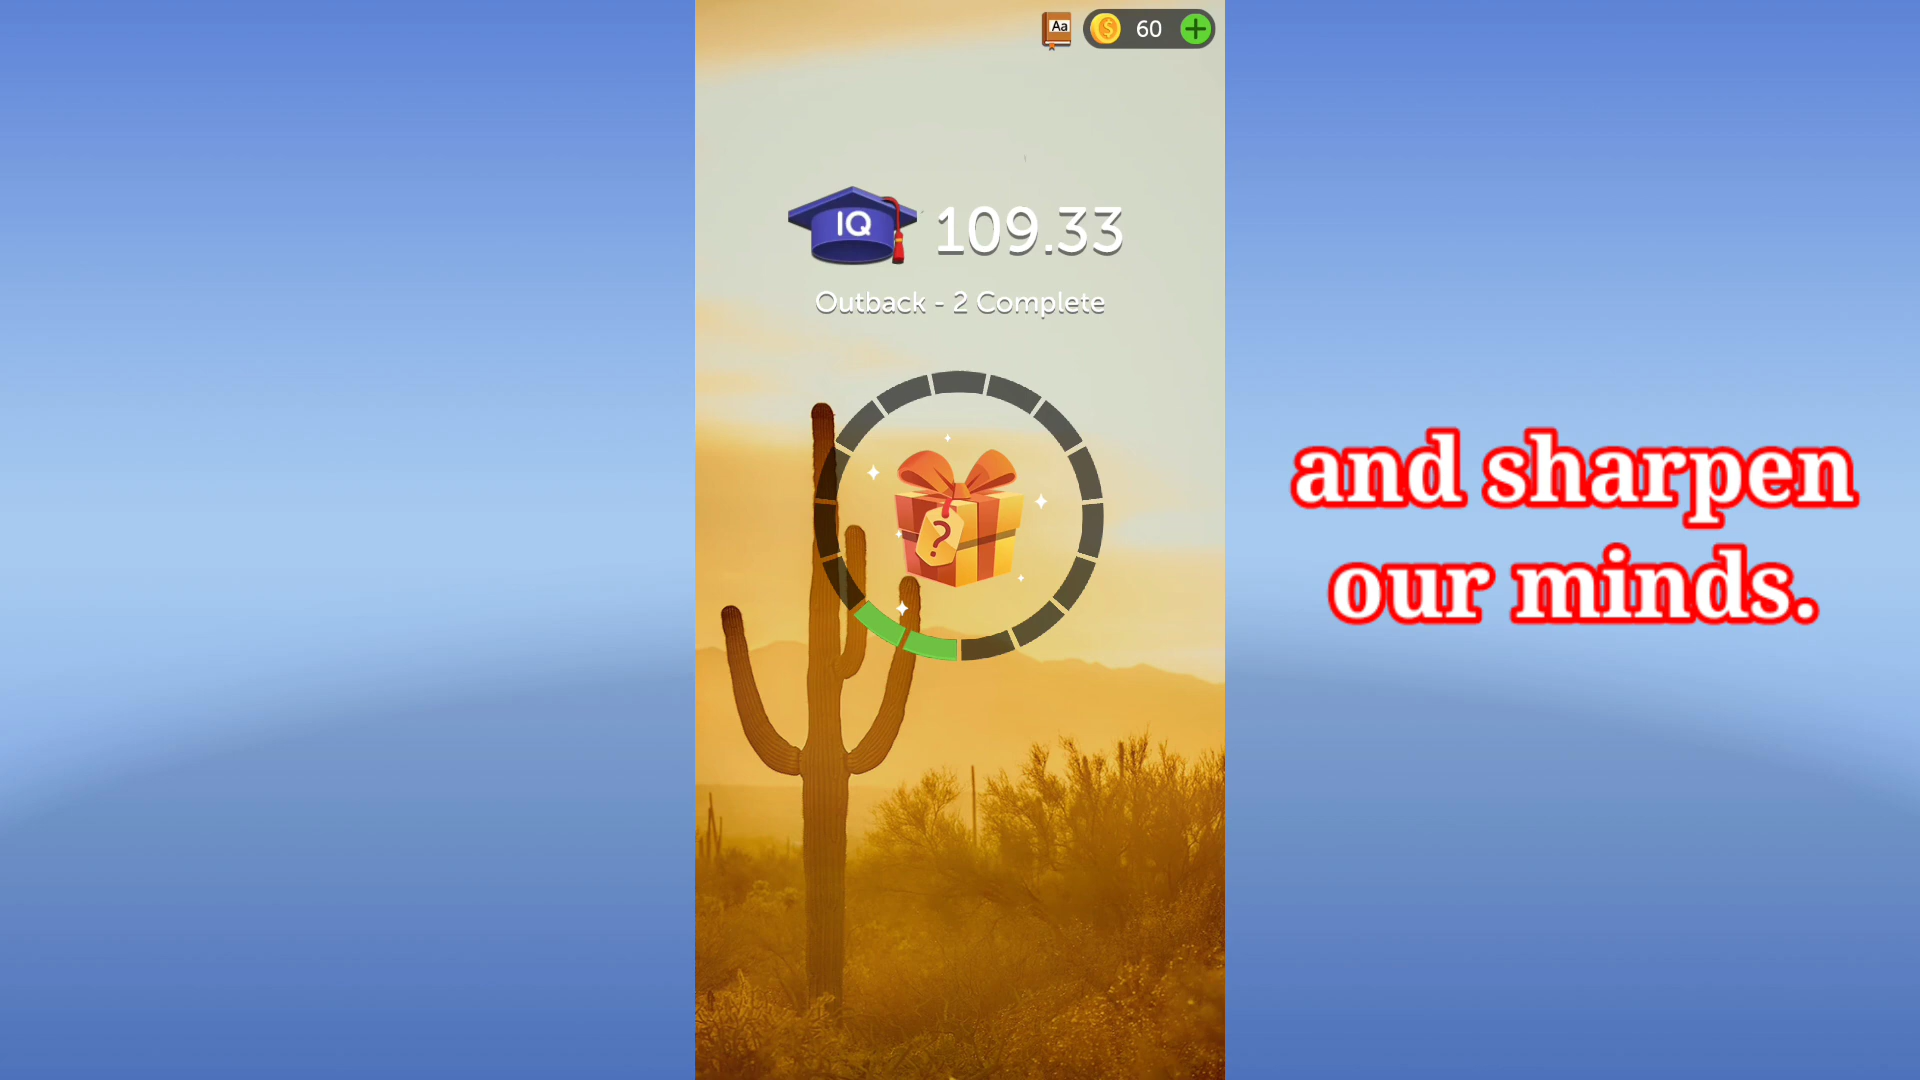 Aa
60
IQ
109.33
Outback - 2 Complete
?
and sharpen
our minds.